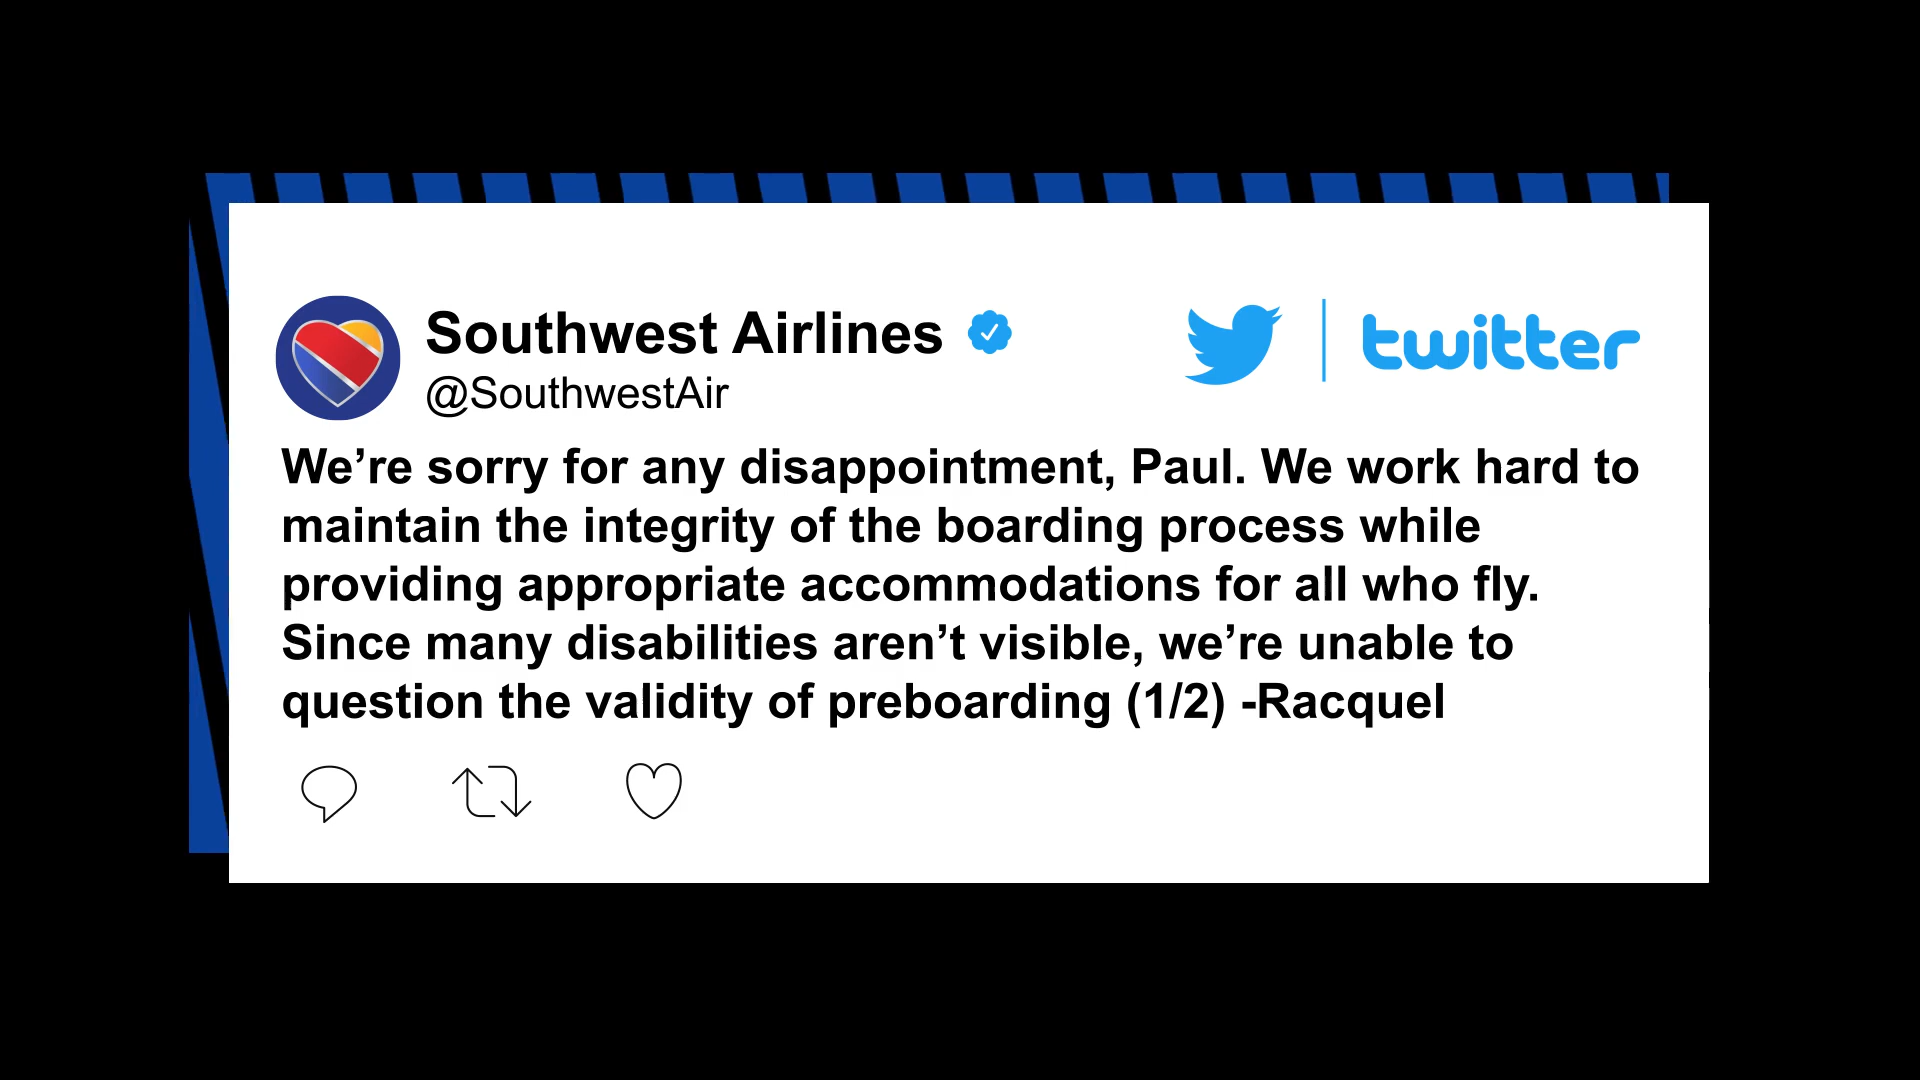 Southwest Airlines
@SouthwestAir
twitter
We’re sorry for any disappointment, Paul. We work hard to
maintain the integrity of the boarding process while
providing appropriate accommodations for all who fly.
Since many disabilities aren’t visible, we’re unable to
question the validity of preboarding (1/2) -Racquel